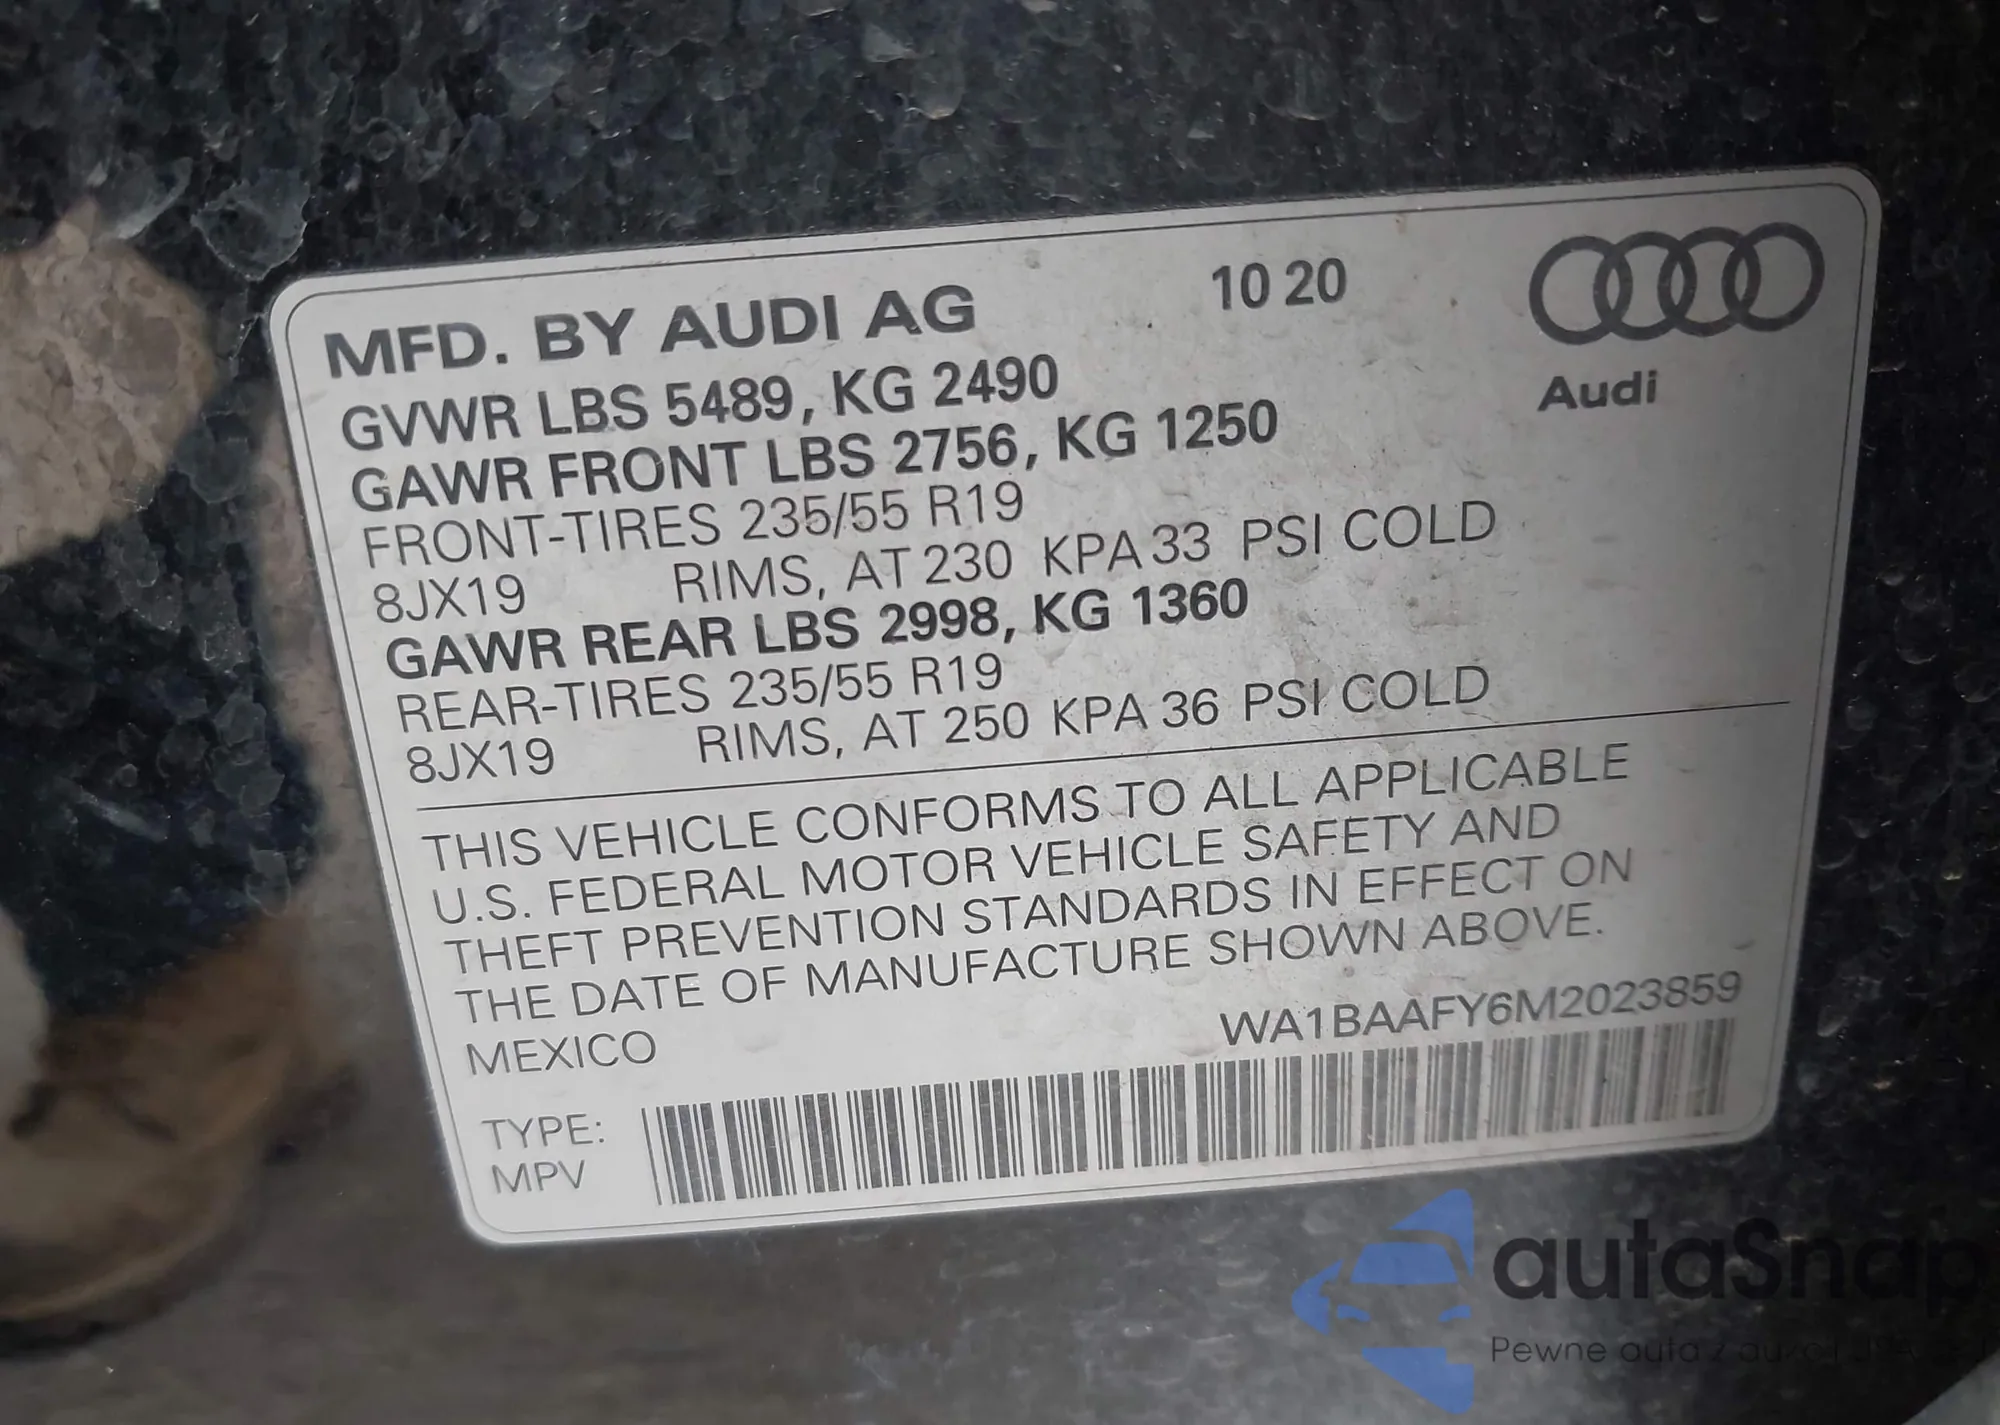 MFD. BY AUDI AG 10 20
Audi
GVWR LBS 5489, KG 2490
GAWR FRONT LBS 2756, KG 1250
FRONT-TIRES 235/55 R19
8JX19 RIMS, AT 230 KPA 33 PSI COLD
GAWR REAR LBS 2998, KG 1360
REAR-TIRES 235/55 R19
8JX19 RIMS, AT 250 KPA 36 PSI COLD
THIS VEHICLE CONFORMS TO ALL APPLICABLE
U.S. FEDERAL MOTOR VEHICLE SAFETY AND
THEFT PREVENTION STANDARDS IN EFFECT ON
THE DATE OF MANUFACTURE SHOWN ABOVE.
MEXICO WA1BAAFY6M2023859
TYPE:
MPV
autaSnap
Pewne auta z